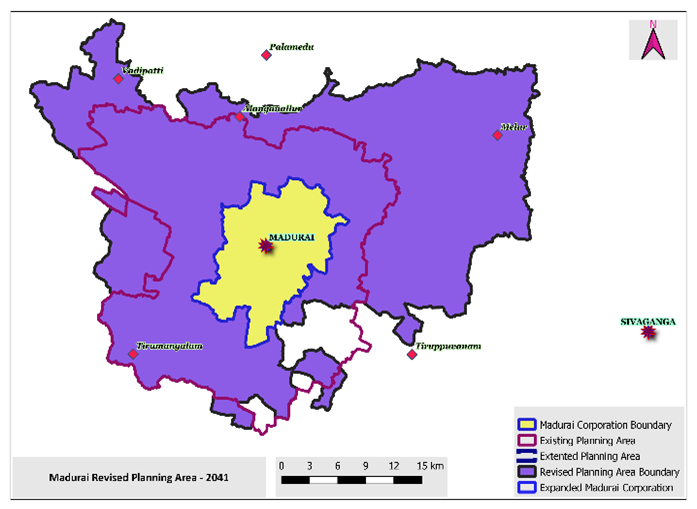 N
Palamedu
Vadipatti
Alanganallur
Melur
MADURAI
SIVAGANGA
Tirumangalam
Tiruppuvanam
Madurai Corporation Boundary
Existing Planning Area
Extented Planning Area
Revised Planning Area Boundary
Expanded Madurai Corporation
Madurai Revised Planning Area - 2041
0 3 6 9 12 15 km